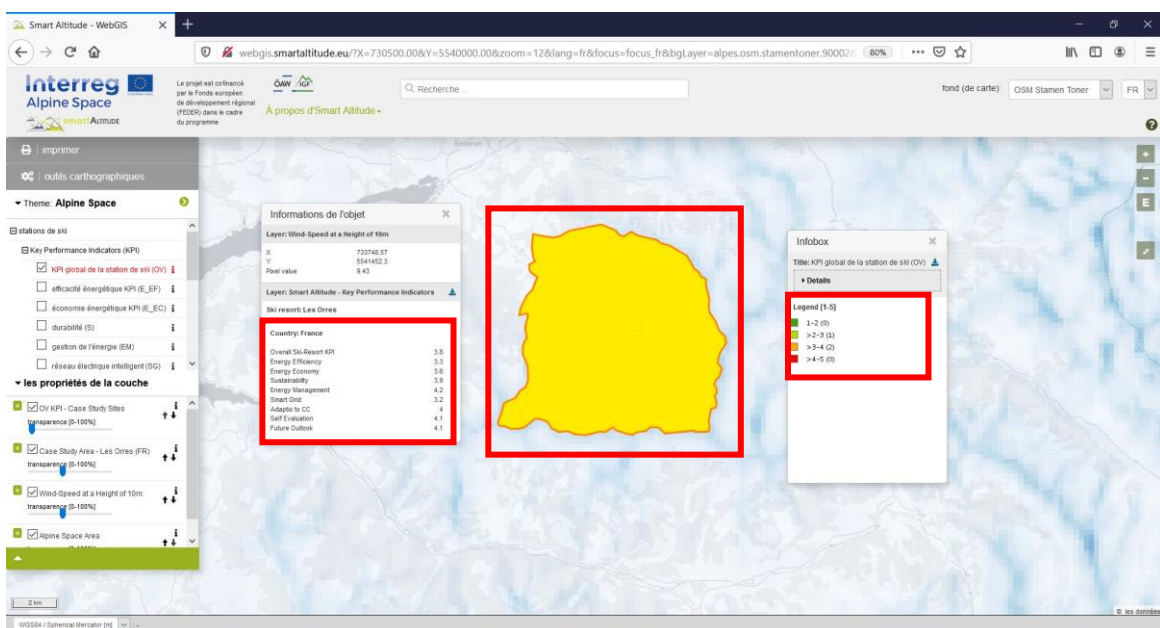 Smart Altitude - WebGIS
webgis.smartaltitude.eu/?X=730500.00&Y=5540000.00&zoom=12&lang=fr&focus=focus_fr&bgLayer=alpes.osm.stamentoner.90002
80%
Interreg
Alpine Space
smartALTITUDE
Le projet est cofinancé
par le Fonds européen
de développement régional
(FEDER) dans le cadre
du programme
ÖAW IGF
À propos d'Smart Altitude
Recherche ...
fond (de carte):
OSM Stamen Toner
FR
imprimer
outils carthographiques
Theme: Alpine Space
stations de ski
Key Performance Indicators (KPI)
KPI global de la station de ski (OV)
efficacité énergétique KPI (E_EF)
économie énergétique KPI (E_EC)
durabilité (S)
gestion de l'énergie (EM)
réseau électrique intelligent (SG)
les propriétés de la couche
OV KPI - Case Study Sites
transparence [0-100%]
Case Study Area - Les Orres (FR)
transparence [0-100%]
Wind-Speed at a Height of 10m
transparence [0-100%]
Alpine Space Area
Embrun
Informations de l'objet
Layer: Wind-Speed at a Height of 10m
X 733748.57
Y 5541452.3
Pixel value 9.43
Layer: Smart Altitude - Key Performance Indicators
Ski resort: Les Orres
Country: France
Overall Ski-Resort KPI 3.8
Energy Efficiency 3.3
Energy Economy 3.6
Sustainability 3.9
Energy Management 4.2
Smart Grid 3.2
Adaptio to CC 4
Self Evaluation 4.1
Future Outlook 4.1
Infobox
Title: KPI global de la station de ski (OV)
Details
Legend [1-5]
1-2 (0)
>2-3 (1)
>3-4 (2)
>4-5 (0)
E
2 km
© les données
WGS84 / Spherical Mercator [m]